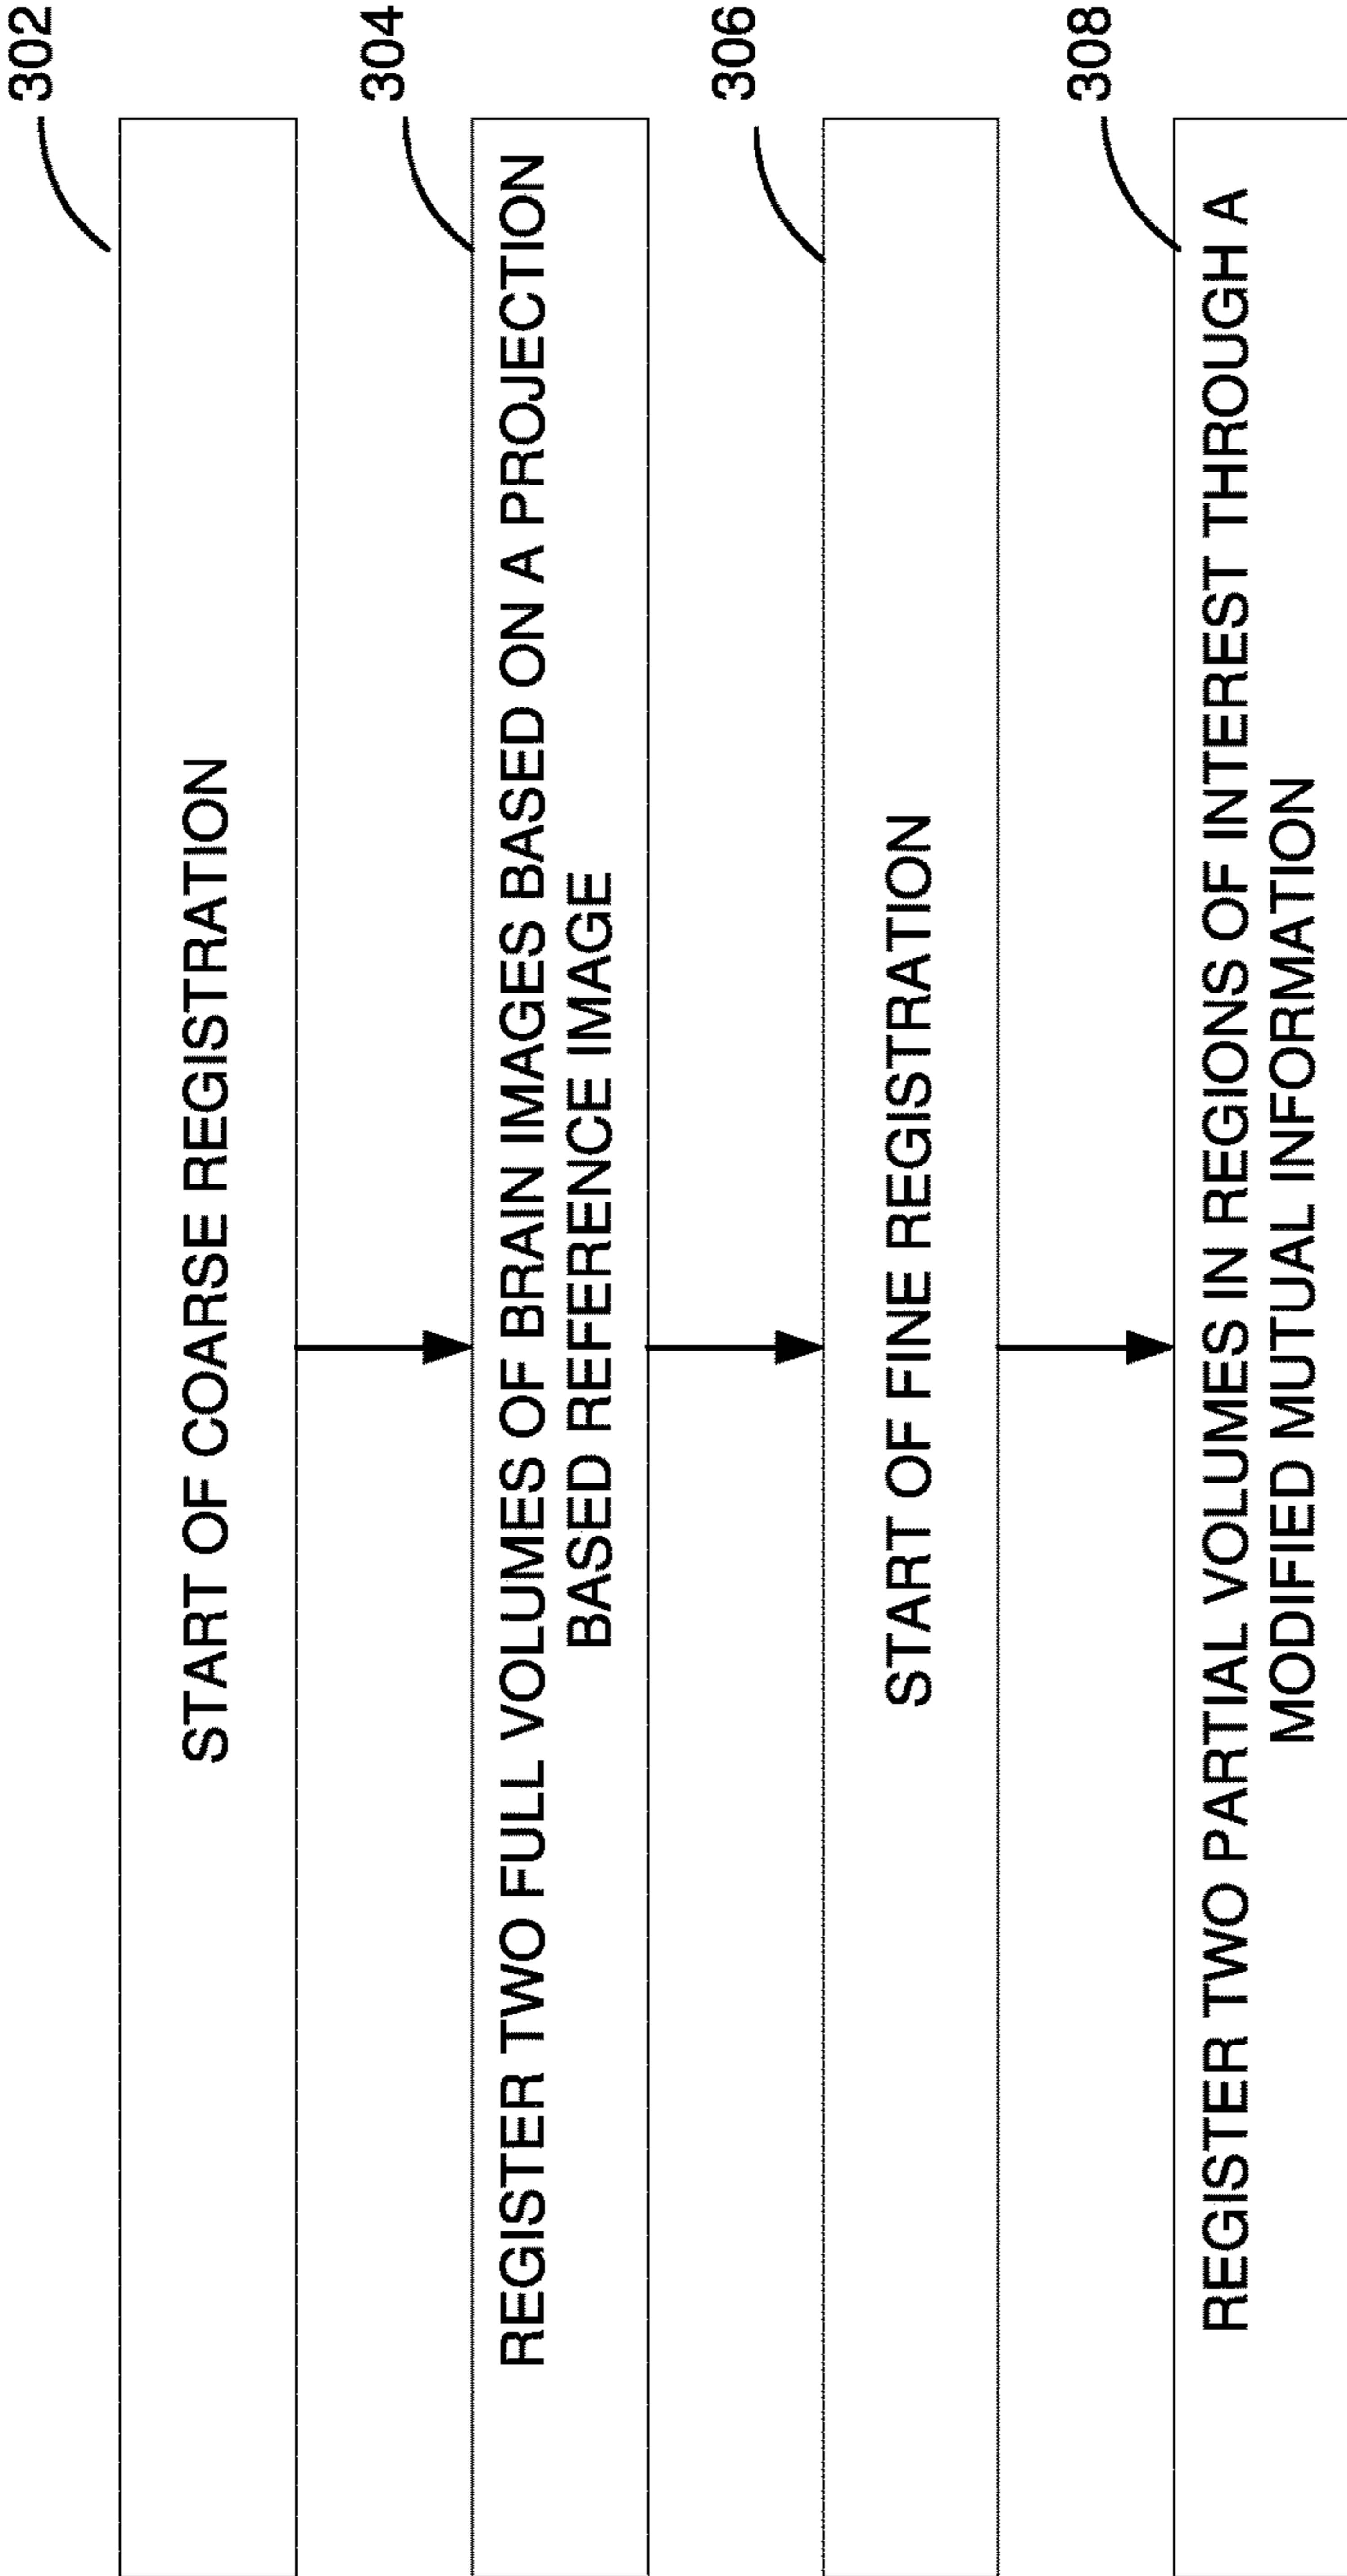 302
START OF COARSE REGISTRATION
304
REGISTER TWO FULL VOLUMES OF BRAIN IMAGES BASED ON A PROJECTION
BASED REFERENCE IMAGE
306
START OF FINE REGISTRATION
308
REGISTER TWO PARTIAL VOLUMES IN REGIONS OF INTEREST THROUGH A
MODIFIED MUTUAL INFORMATION